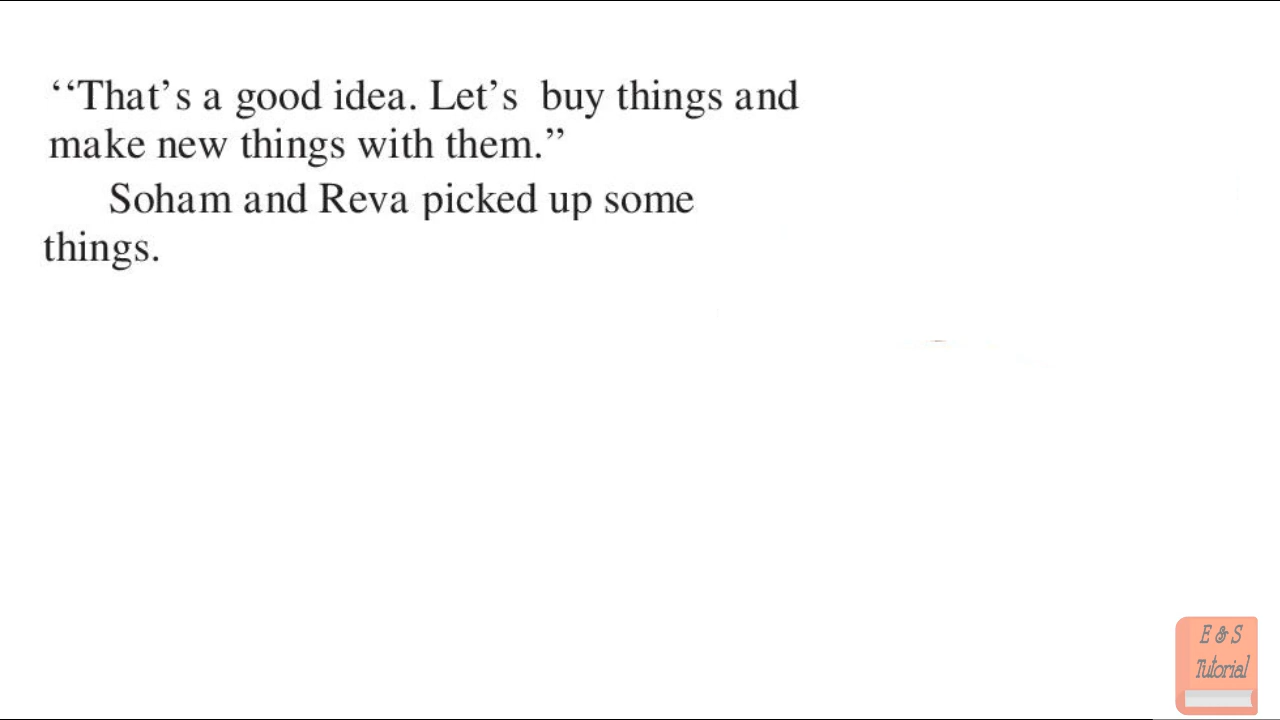 ‘‘That’s a good idea. Let’s buy things and
make new things with them.’’
Soham and Reva picked up some
things.
E & S
Tutorial